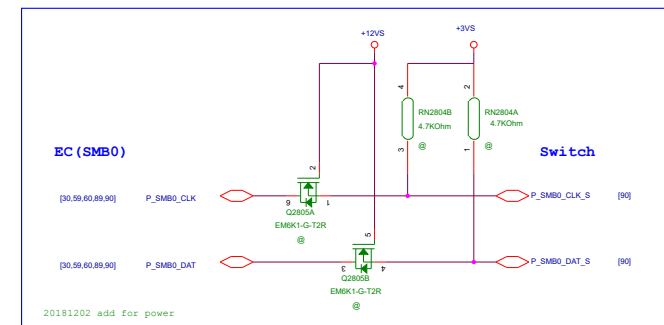 +12VS
+3VS
4
2
RN2804B
RN2804A
4.7KOhm
4.7KOhm
3
@
1
@
EC(SMB0)
Switch
2
[30,59,60,89,90]
P_SMB0_CLK
6
1
P_SMB0_CLK_S
[90]
Q2805A
EM6K1-G-T2R
@
5
[30,59,60,89,90]
P_SMB0_DAT
3
4
P_SMB0_DAT_S
[90]
Q2805B
EM6K1-G-T2R
@
20181202 add for power